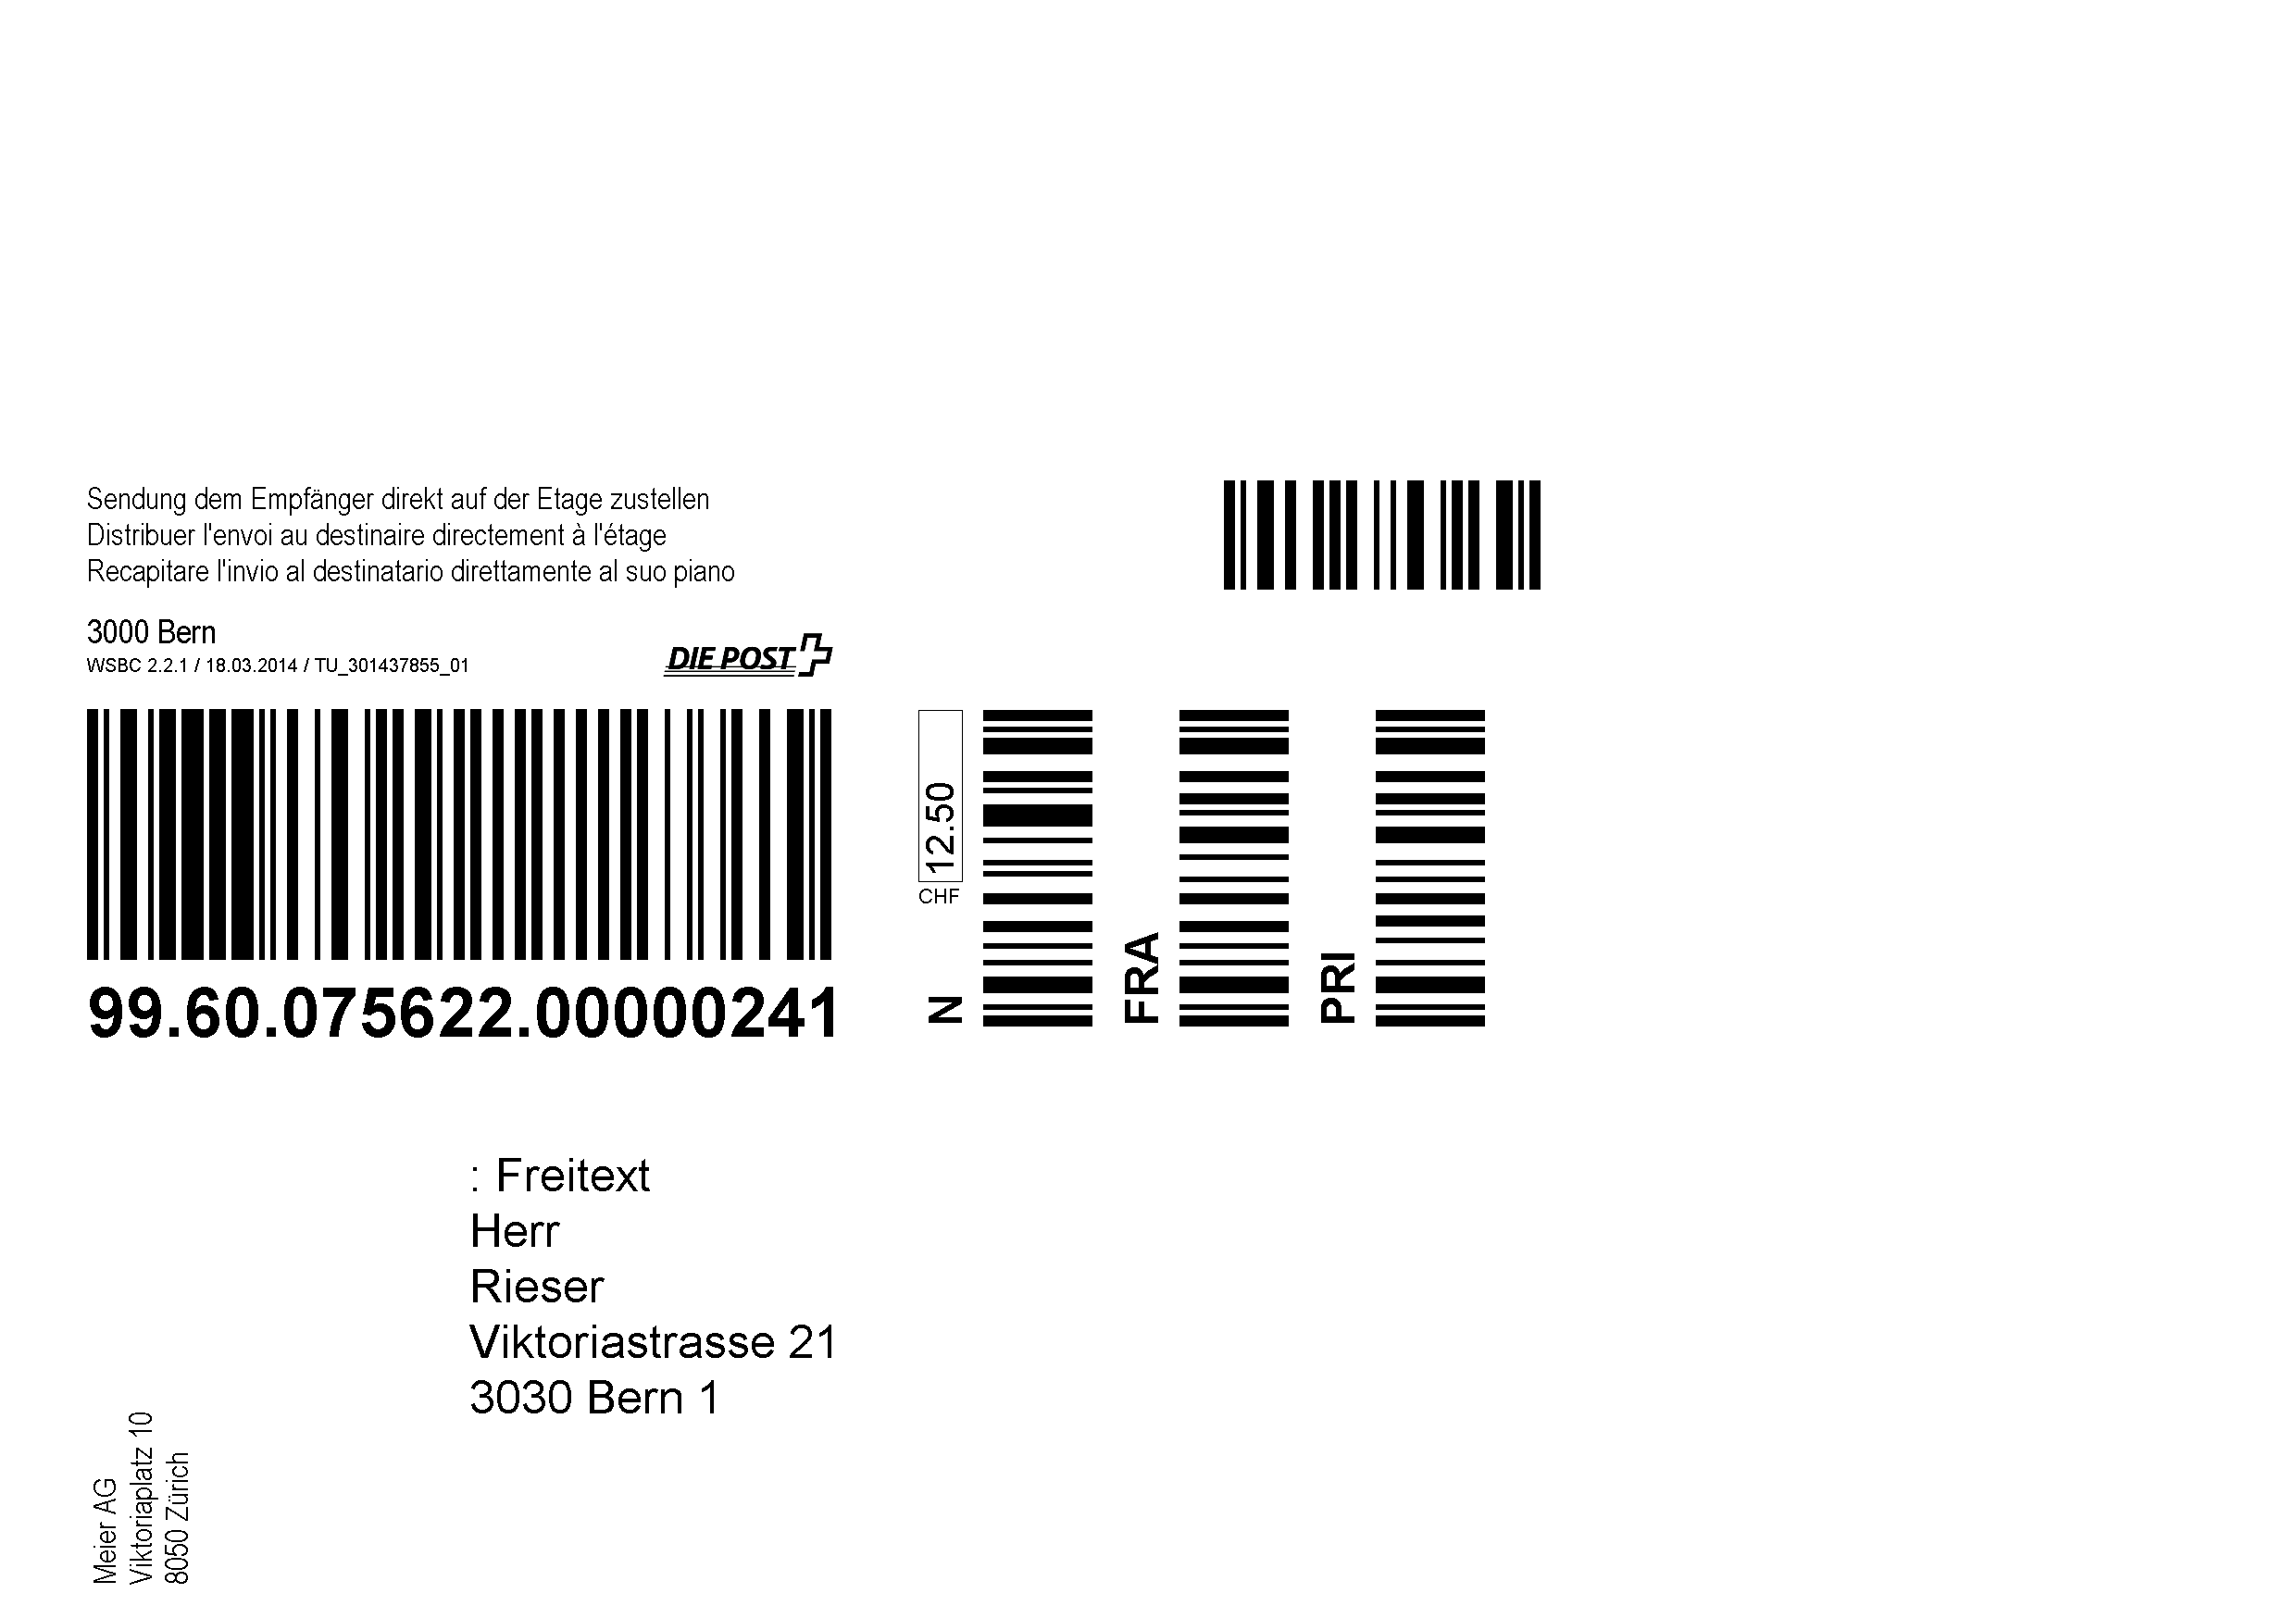 Sendung dem Empfänger direkt auf der Etage zustellen
Distribuer l'envoi au destinaire directement à l'étage
Recapitare l'invio al destinatario direttamente al suo piano
3000 Bern
WSBC 2.2.1 / 18.03.2014 / TU_301437855_01
DIE POST
99.60.075622.00000241
12.50
CHF
N
FRA
PRI
: Freitext
Herr
Rieser
Viktoriastrasse 21
3030 Bern 1
Meier AG
Viktoriaplatz 10
8050 Zürich